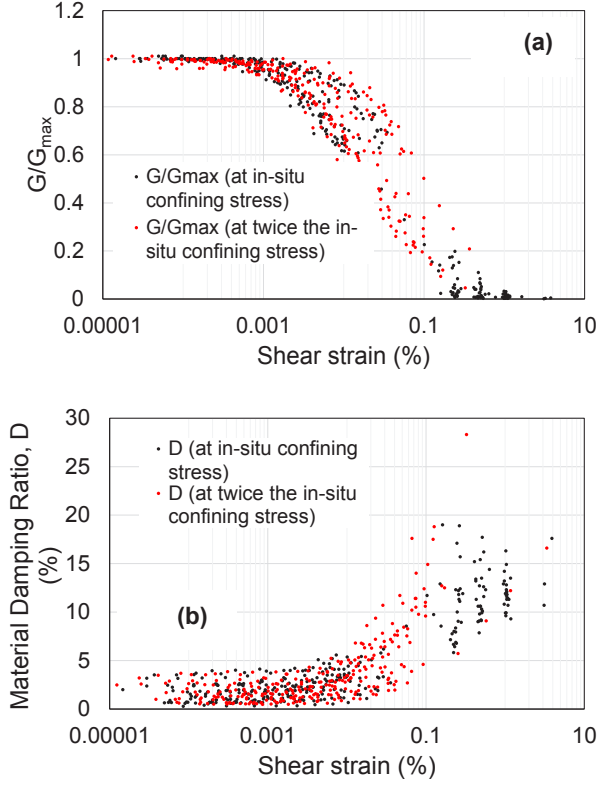 (a)
1
0.8
0.6
0.4
0.2
0
G/Gmax
G/Gmax (at in-situ
confining stress)
G/Gmax (at twice the in-
situ confining stress)
0.00001
0.001
0.1
10
Shear strain (%)
30
25
20
15
10
5
0
Material Damping Ratio, D
(%)
D (at in-situ confining
stress)
D (at twice the in-situ
confining stress)
(b)
0.00001
0.001
0.1
10
Shear strain (%)